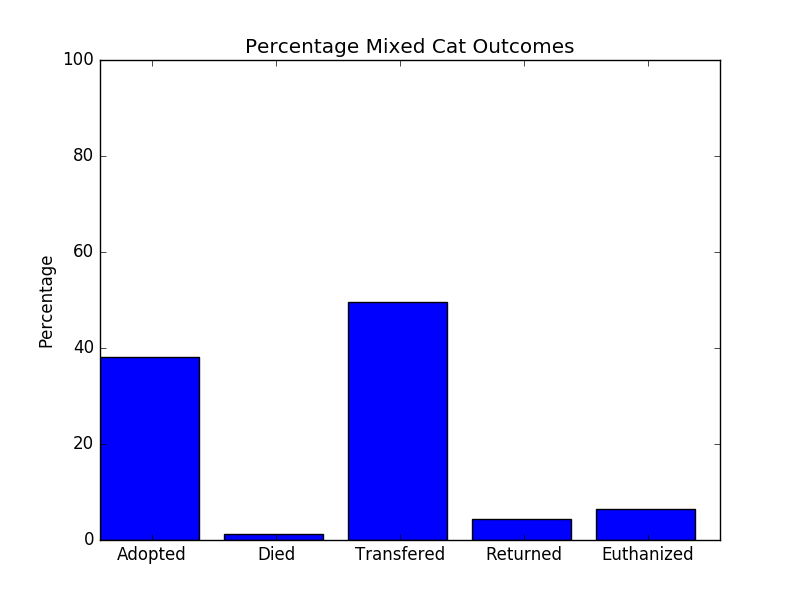 Percentage Mixed Cat Outcomes
100
80
60
40
20
0
Percentage
Adopted Died Transfered Returned Euthanized